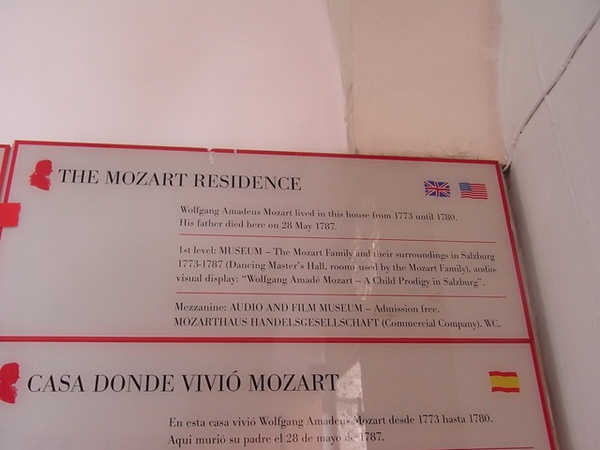 THE MOZART RESIDENCE
Wolfgang Amadeus Mozart lived in this house from 1773 until 1780.
His father died here on 28 May 1787.
1st level: MUSEUM – The Mozart Family and their surroundings in Salzburg
1773-1787 (Dancing Master's Hall, rooms used by the Mozart Family), audio-
visual display: "Wolfgang Amadé Mozart – A Child Prodigy in Salzburg".
Mezzanine: AUDIO AND FILM MUSEUM – Admission free.
MOZARTHAUS HANDELSGESELLSCHAFT (Commercial Company). WC.
CASA DONDE VIVIÓ MOZART
En esta casa vivió Wolfgang Amadeus Mozart desde 1773 hasta 1780.
Aqui murió su padre el 28 de mayo de 1787.